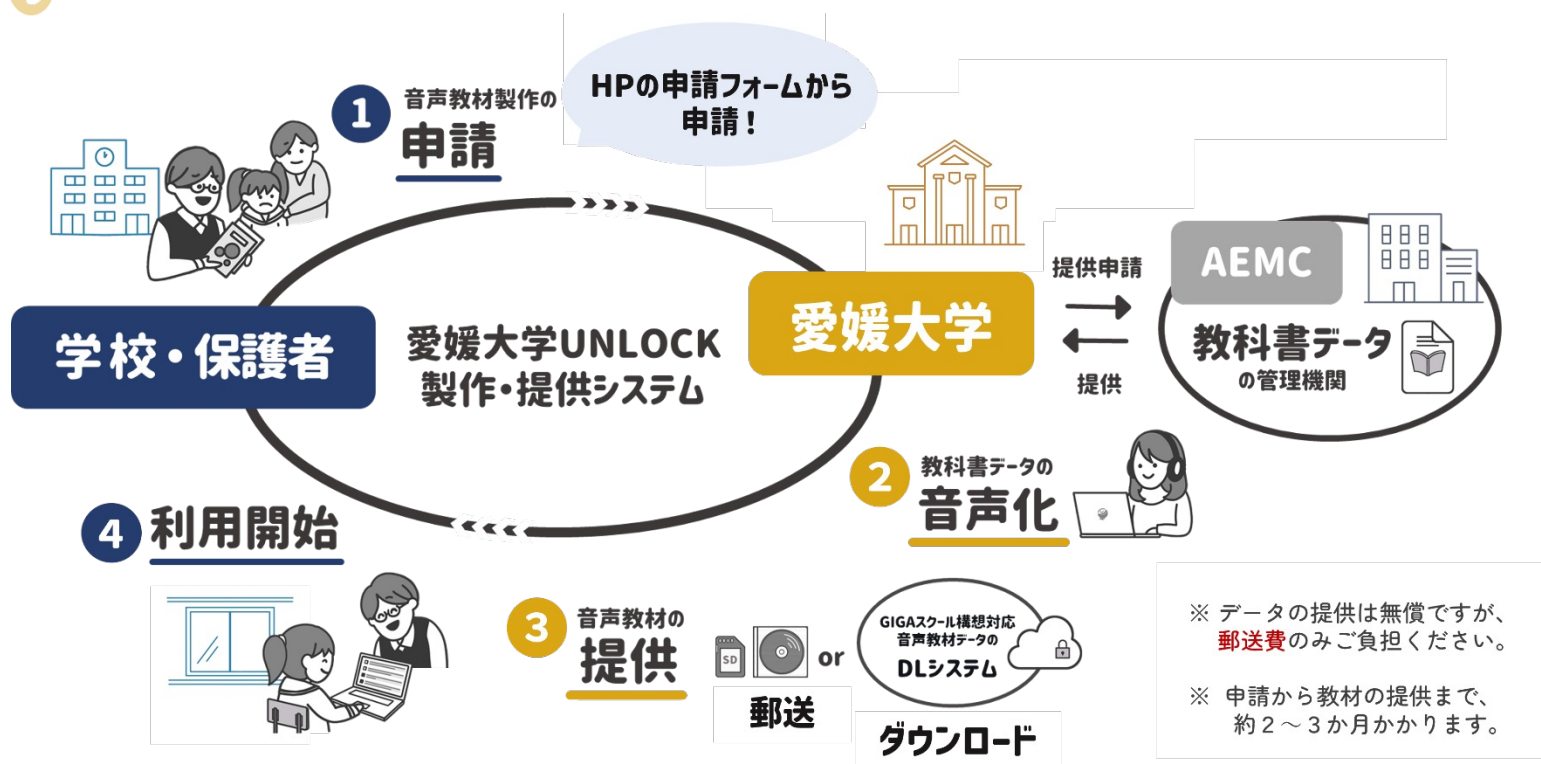 1
音声教材製作の
申請
HPの申請フォームから
申請！
学校・保護者
愛媛大学UNLOCK
製作・提供システム
愛媛大学
提供申請
提供
AEMC
教科書データ
の管理機関
2
教科書データの
音声化
3
音声教材の
提供
SD
or
郵送
GIGAスクール構想対応
音声教材データの
DLシステム
ダウンロード
4
利用開始
※ データの提供は無償ですが、
郵送費のみご負担ください。
※ 申請から教材の提供まで、
約２～３か月かかります。